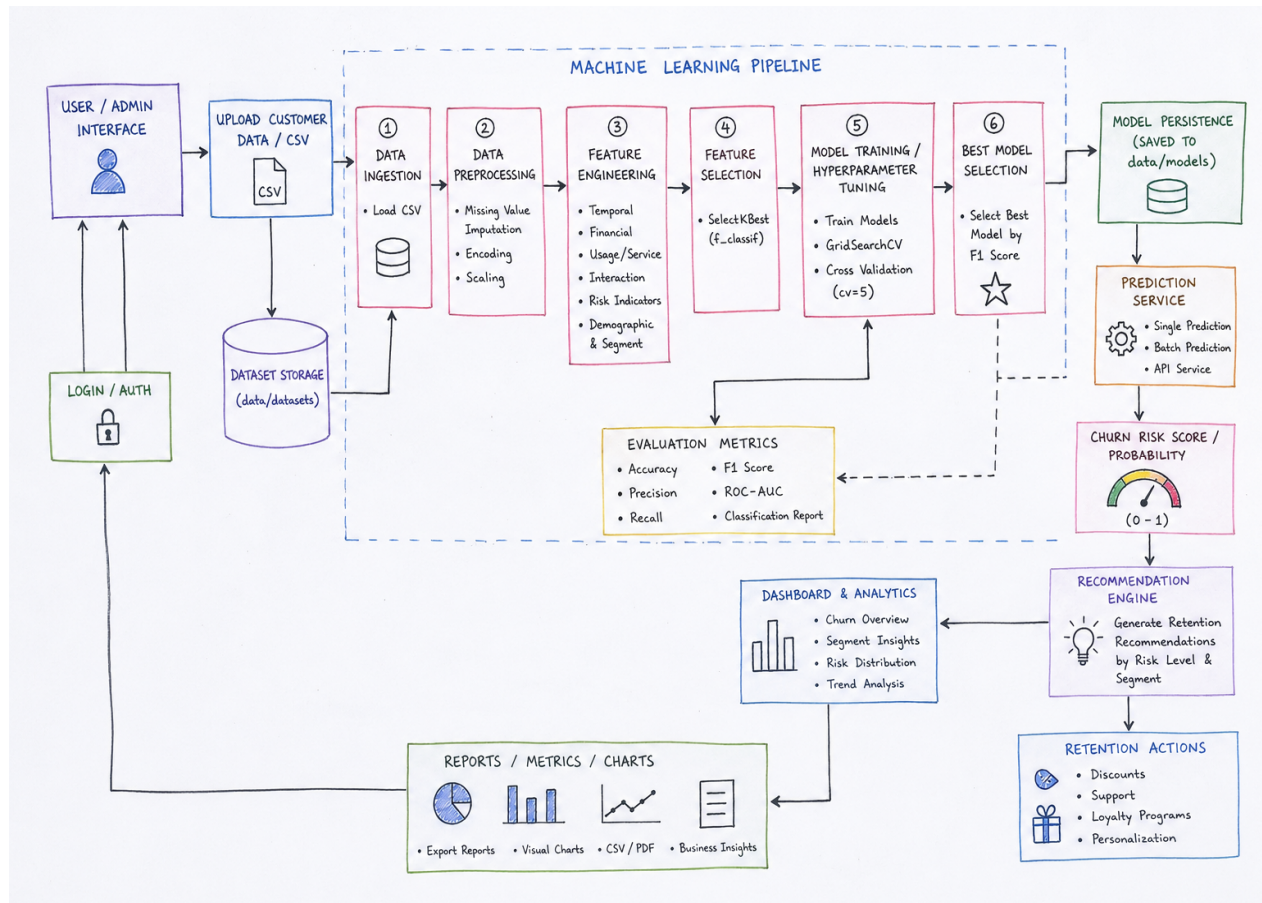 MACHINE LEARNING PIPELINE
USER / ADMIN
INTERFACE
UPLOAD CUSTOMER
DATA / CSV
CSV
①
DATA
INGESTION
• Load CSV
②
DATA
PREPROCESSING
• Missing Value
Imputation
• Encoding
• Scaling
③
FEATURE
ENGINEERING
• Temporal
• Financial
• Usage/Service
• Interaction
• Risk Indicators
• Demographic
& Segment
④
FEATURE
SELECTION
• SelectKBest
(f_classif)
⑤
MODEL TRAINING /
HYPERPARAMETER
TUNING
• Train Models
• GridSearchCV
• Cross Validation
(cv=5)
⑥
BEST MODEL
SELECTION
• Select Best
Model by
F1 Score
MODEL PERSISTENCE
(SAVED TO
data/models)
PREDICTION
SERVICE
• Single Prediction
• Batch Prediction
• API Service
DATASET STORAGE
(data/datasets)
LOGIN / AUTH
EVALUATION METRICS
• Accuracy
• Precision
• Recall
• F1 Score
• ROC-AUC
• Classification Report
CHURN RISK SCORE /
PROBABILITY
(0 - 1)
RECOMMENDATION
ENGINE
Generate Retention
Recommendations
by Risk Level &
Segment
DASHBOARD & ANALYTICS
• Churn Overview
• Segment Insights
• Risk Distribution
• Trend Analysis
RETENTION ACTIONS
• Discounts
• Support
• Loyalty Programs
• Personalization
REPORTS / METRICS / CHARTS
• Export Reports
• Visual Charts
• CSV / PDF
• Business Insights